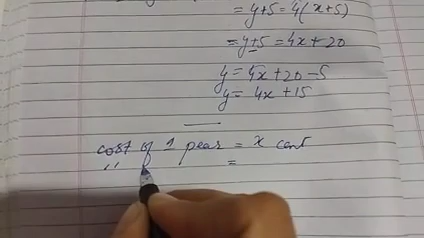 = y+5 = 4(x+5)
= y+5 = 4x+20
y = 4x+20-5
y = 4x+15
cost of 1 pear = x cent
" =